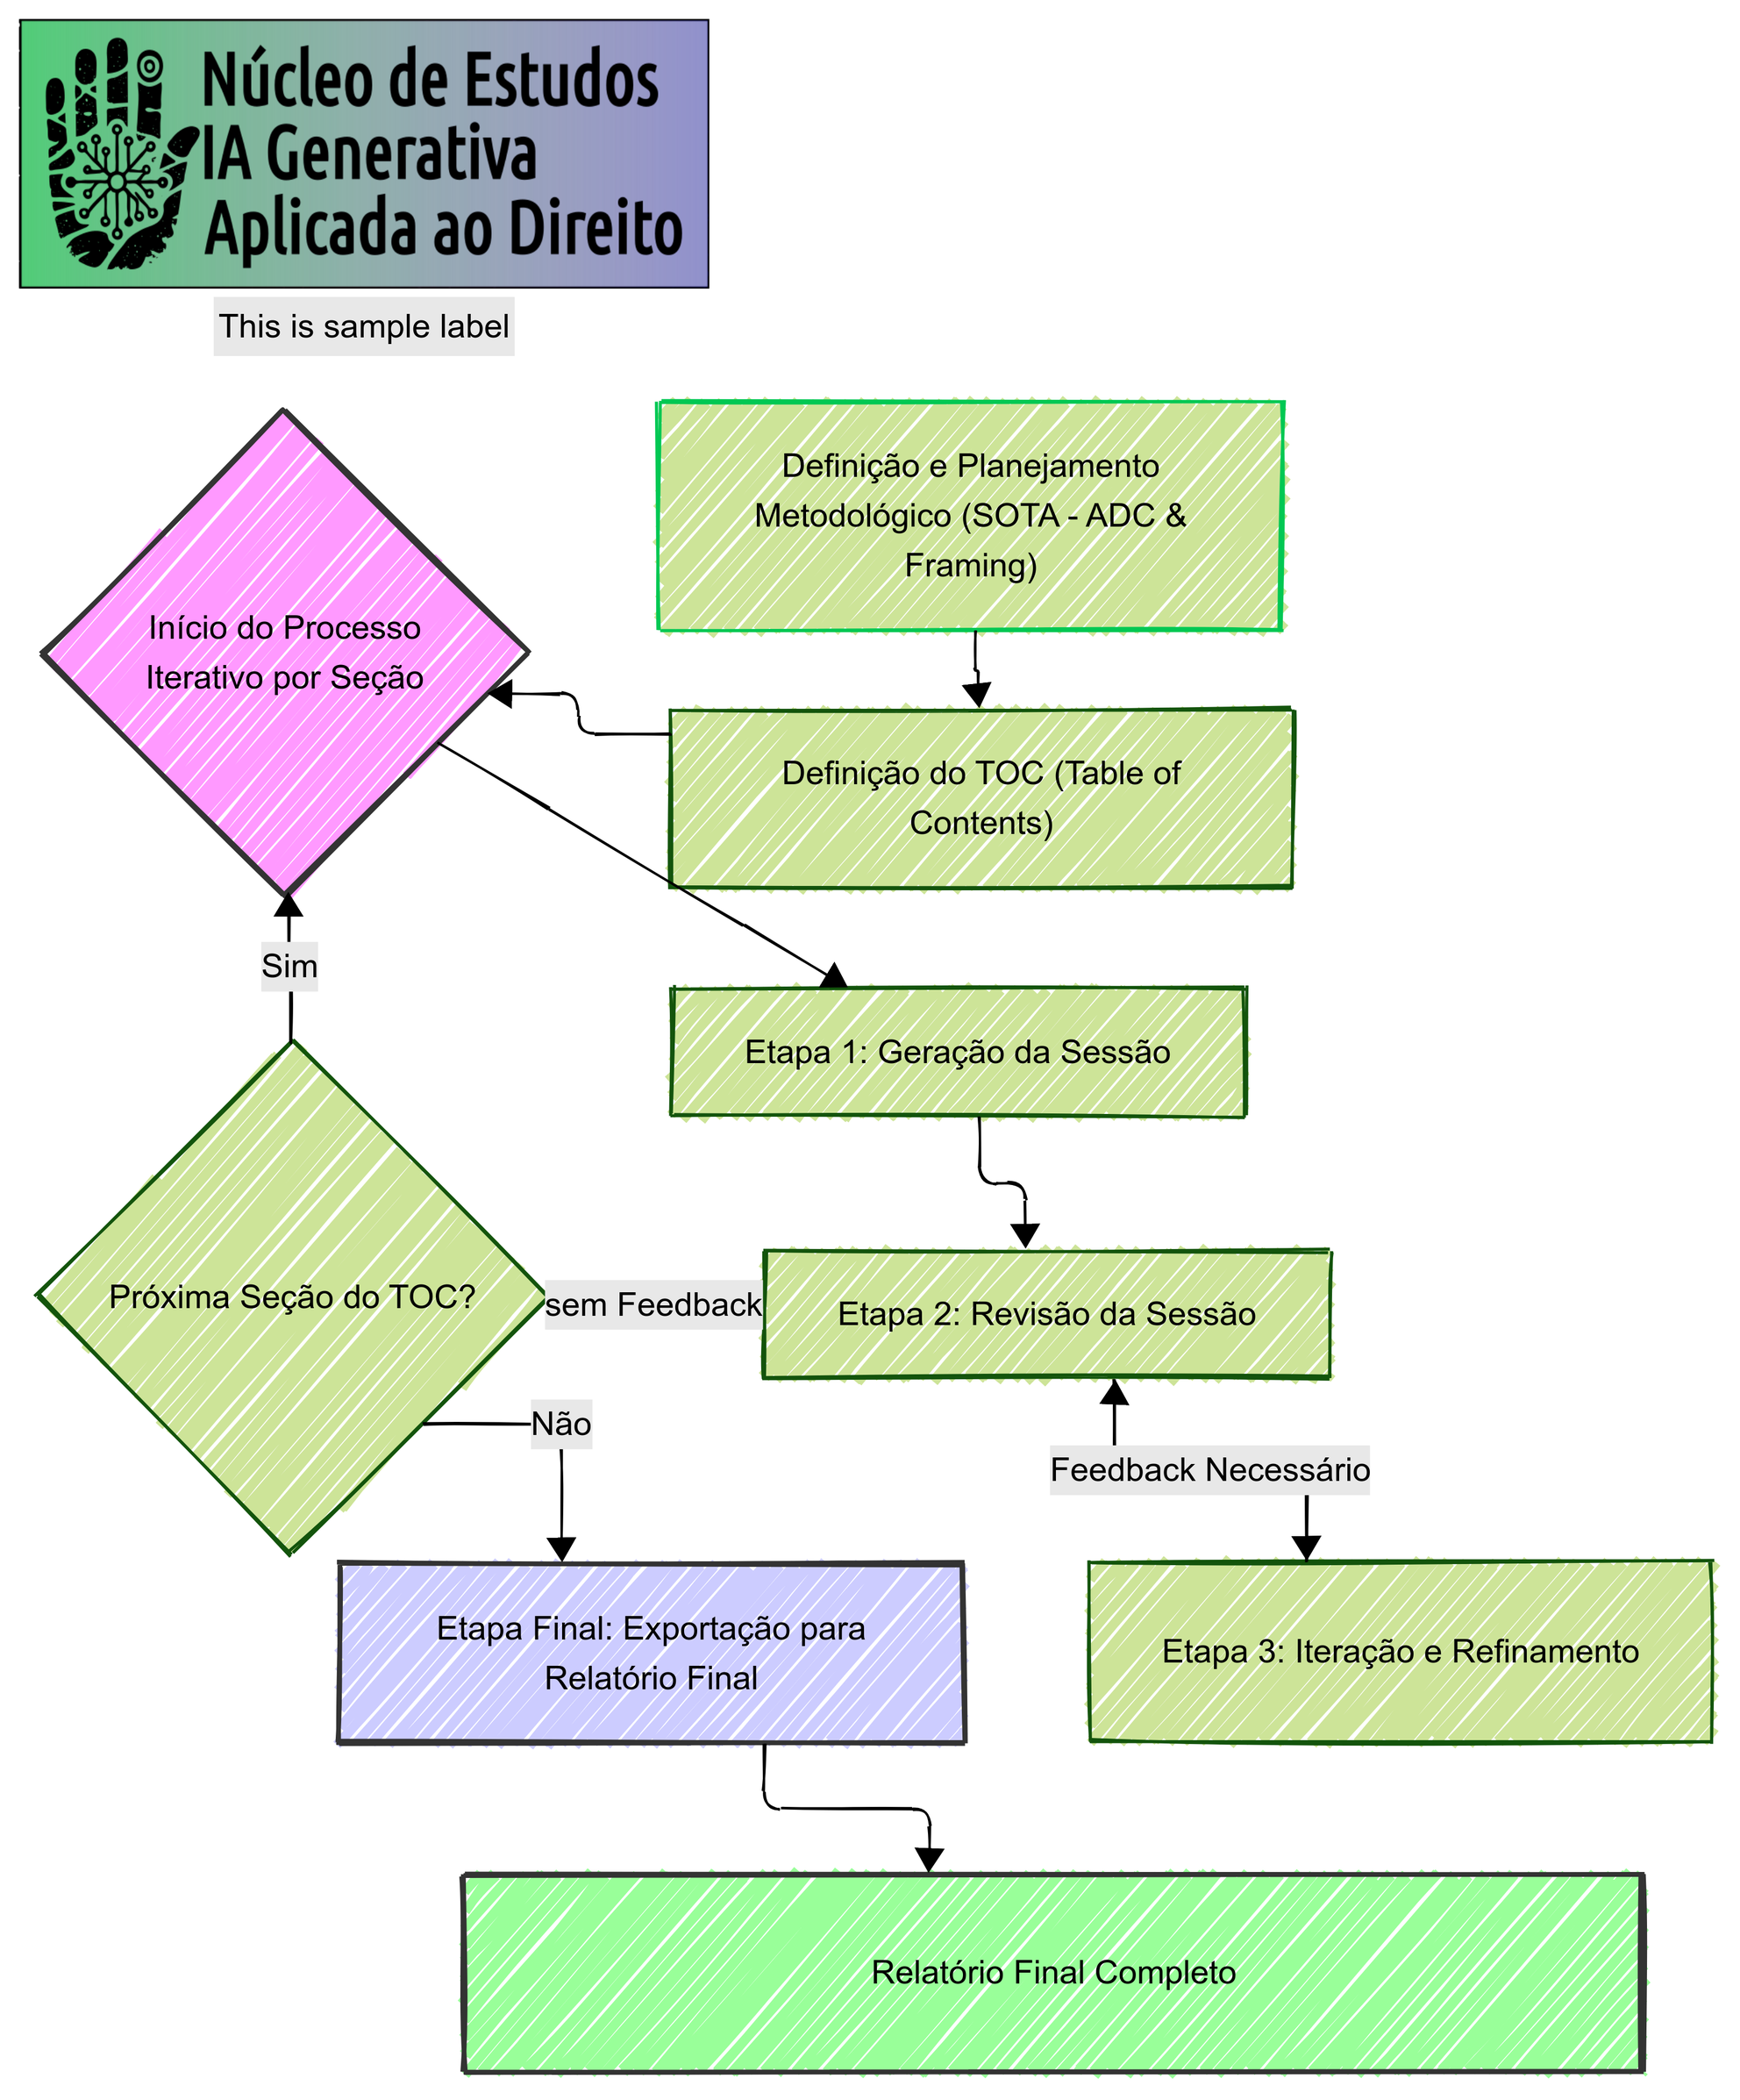 Núcleo de Estudos
IA Generativa
Aplicada ao Direito
This is sample label
Definição e Planejamento
Metodológico (SOTA - ADC &
Framing)
Início do Processo
Iterativo por Seção
Definição do TOC (Table of
Contents)
Sim
Etapa 1: Geração da Sessão
Próxima Seção do TOC?
sem Feedback
Etapa 2: Revisão da Sessão
Não
Feedback Necessário
Etapa Final: Exportação para
Relatório Final
Etapa 3: Iteração e Refinamento
Relatório Final Completo